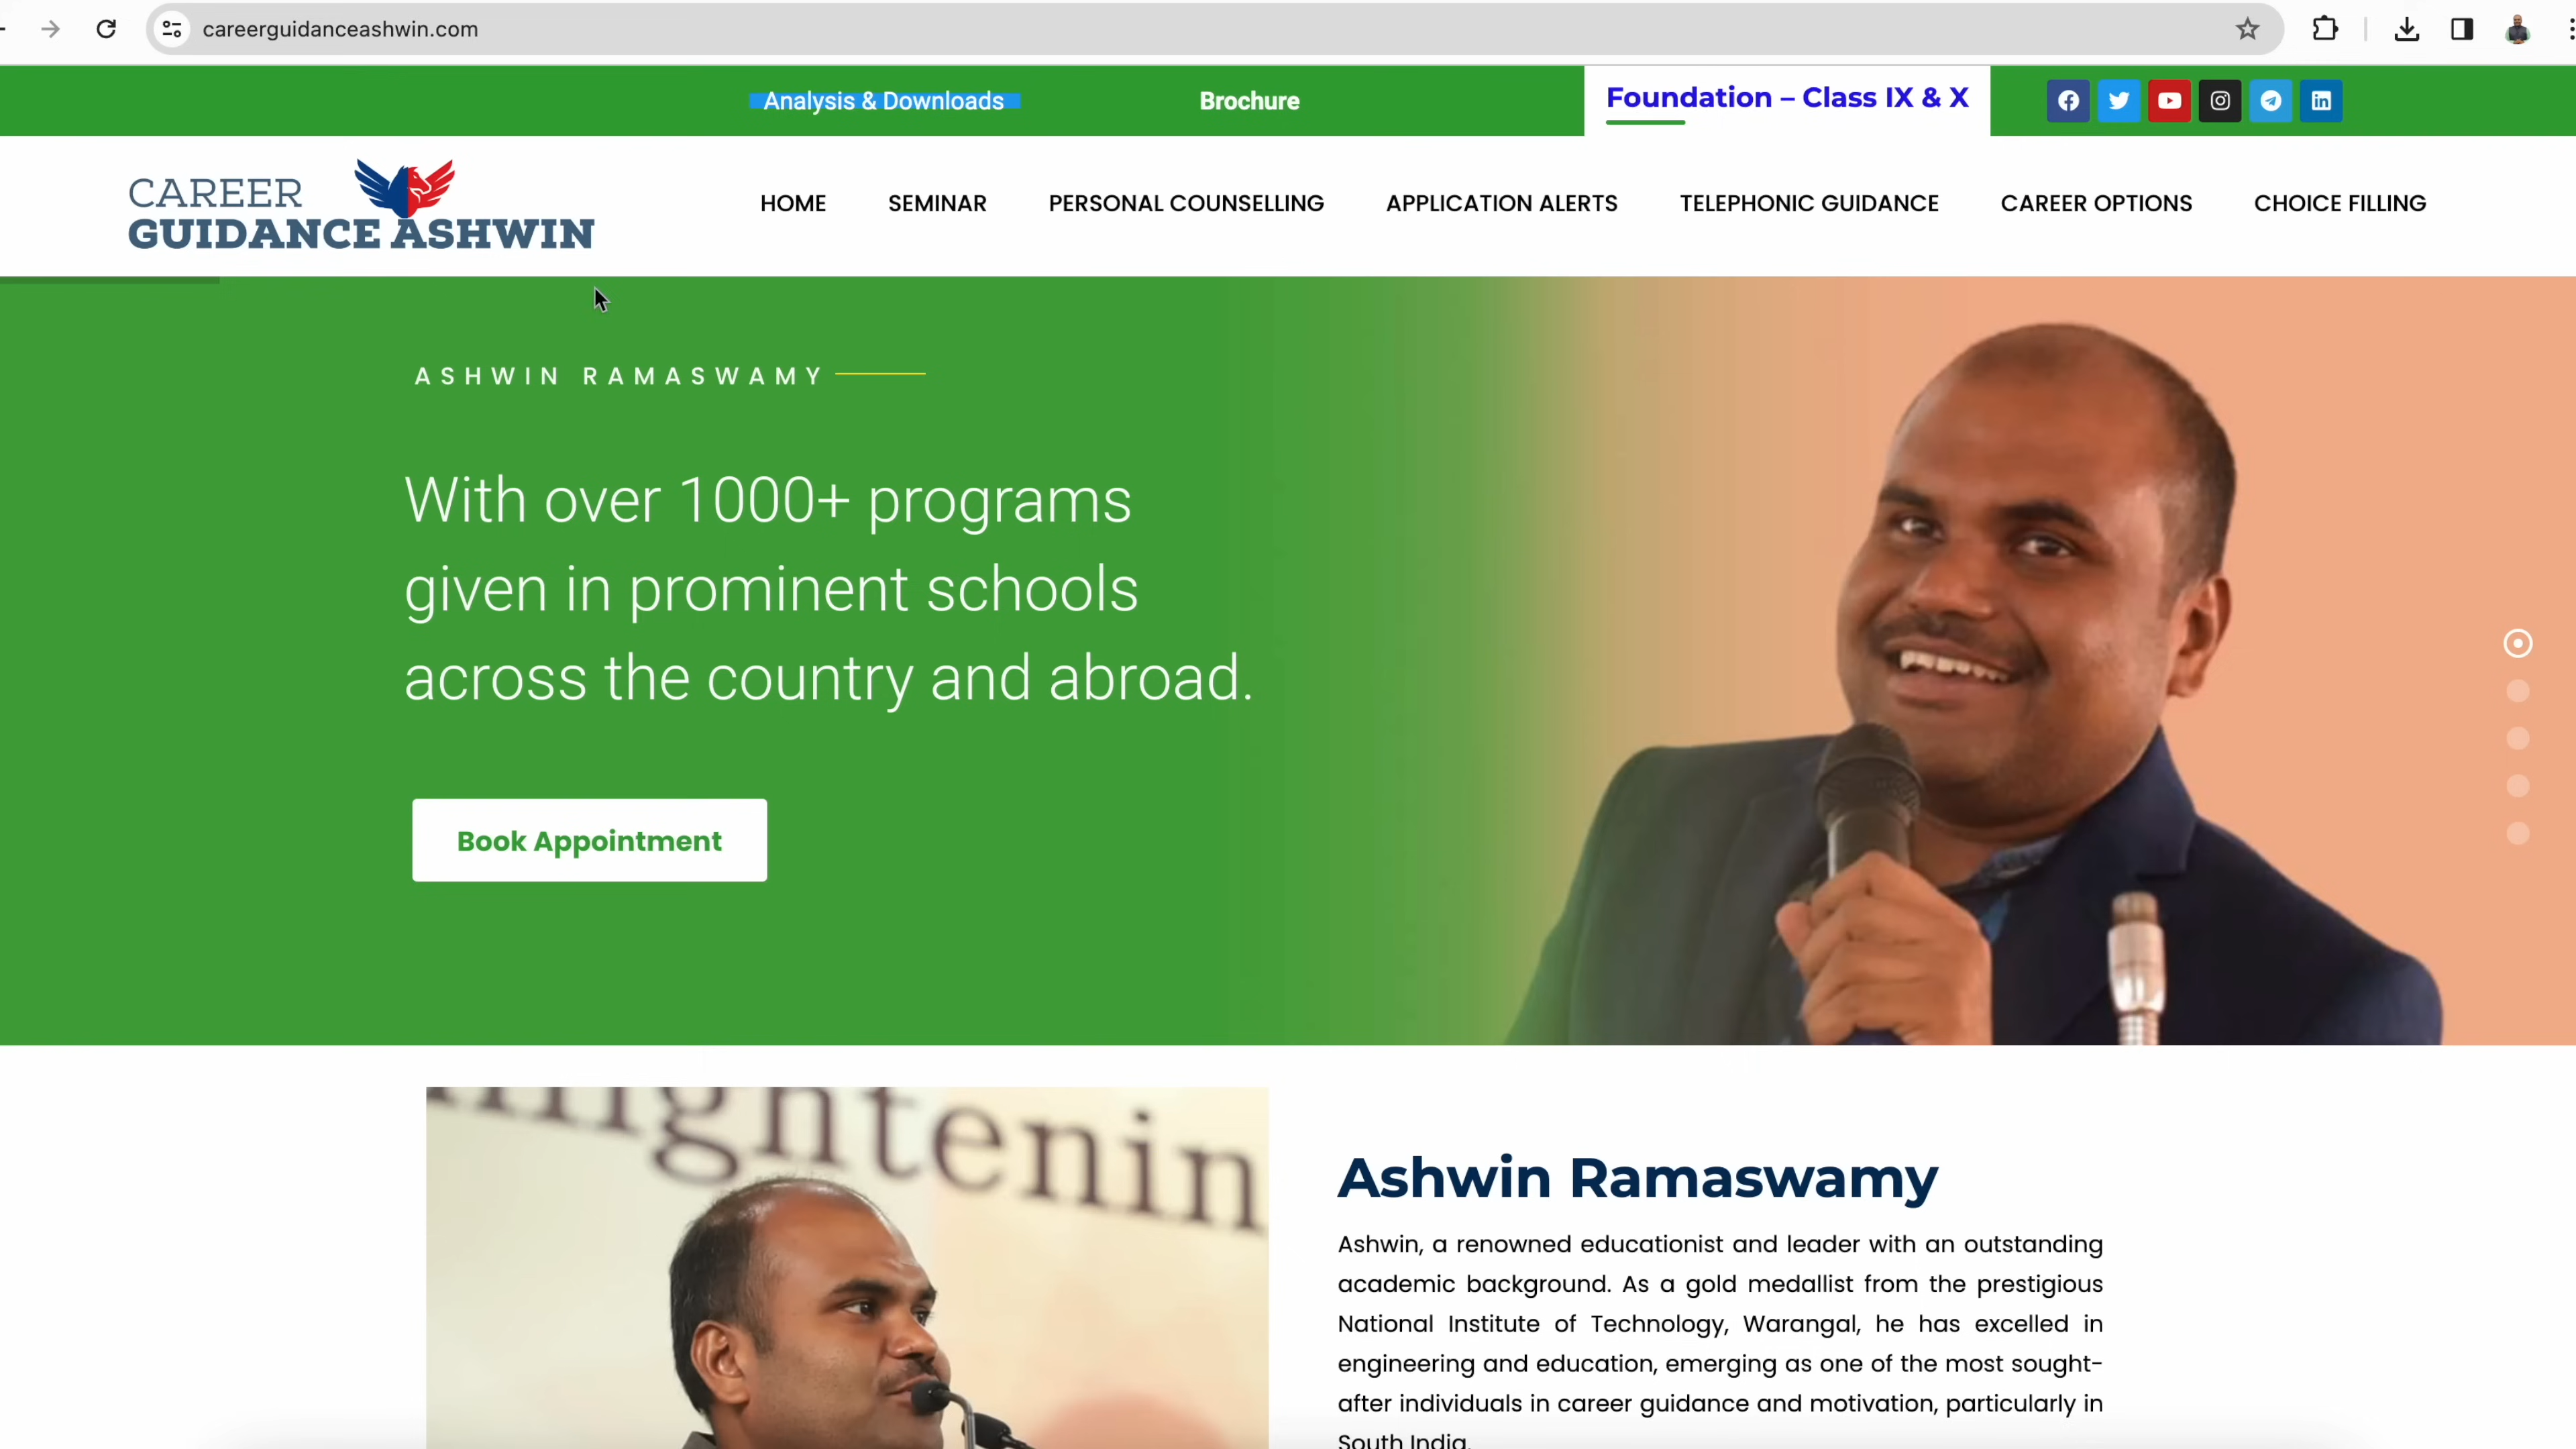 careerguidanceashwin.com
Analysis & Downloads
Brochure
Foundation – Class IX & X
CAREER
GUIDANCE ASHWIN
HOME
SEMINAR
PERSONAL COUNSELLING
APPLICATION ALERTS
TELEPHONIC GUIDANCE
CAREER OPTIONS
CHOICE FILLING
ASHWIN RAMASWAMY
With over 1000+ programs
given in prominent schools
across the country and abroad.
Book Appointment
Ashwin Ramaswamy
Ashwin, a renowned educationist and leader with an outstanding
academic background. As a gold medallist from the prestigious
National Institute of Technology, Warangal, he has excelled in
engineering and education, emerging as one of the most sought-
after individuals in career guidance and motivation, particularly in
South India.